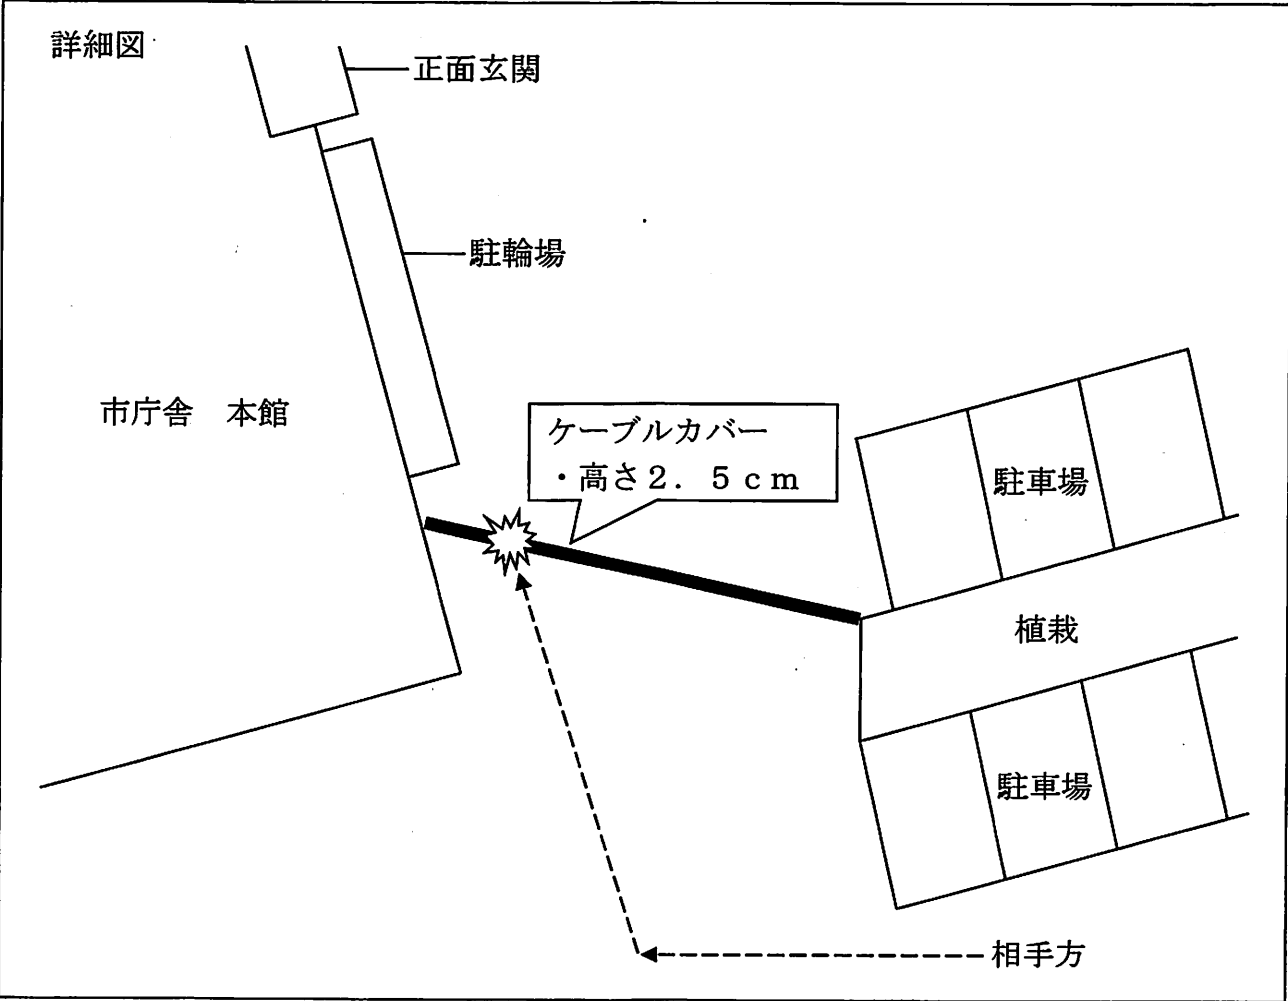 詳細図
正面玄関
駐輪場
市庁舎　本館
ケーブルカバー
・高さ２．５ｃｍ
駐車場
植栽
駐車場
相手方